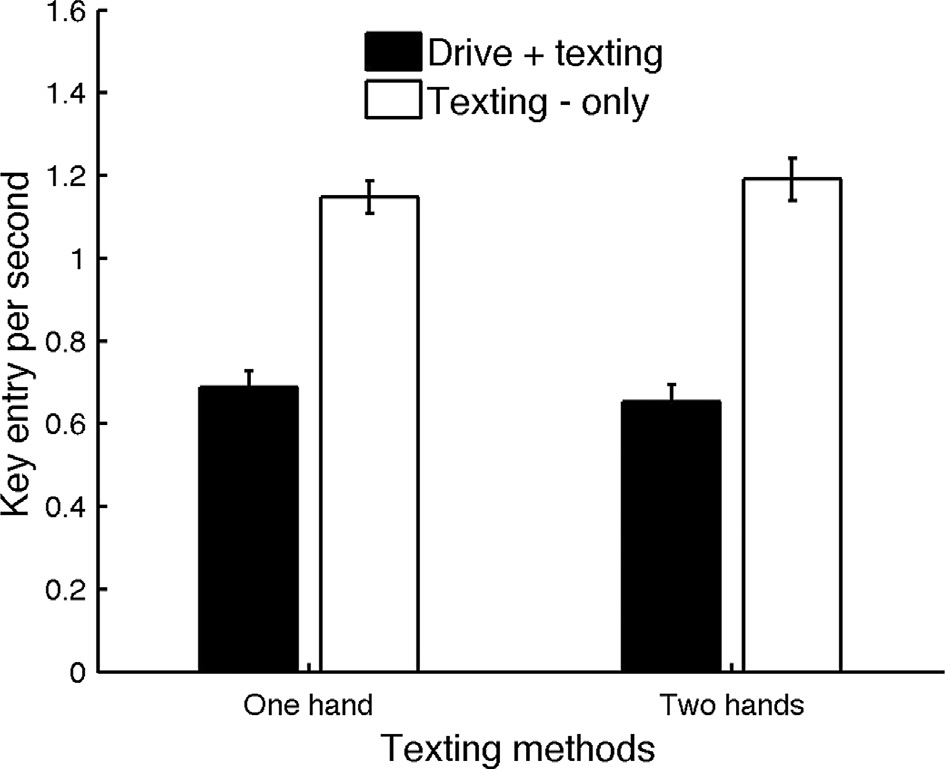 1.6
1.4
1.2
1
0.8
0.6
0.4
0.2
0
Key entry per second
Drive + texting
Texting - only
One hand
Two hands
Texting methods